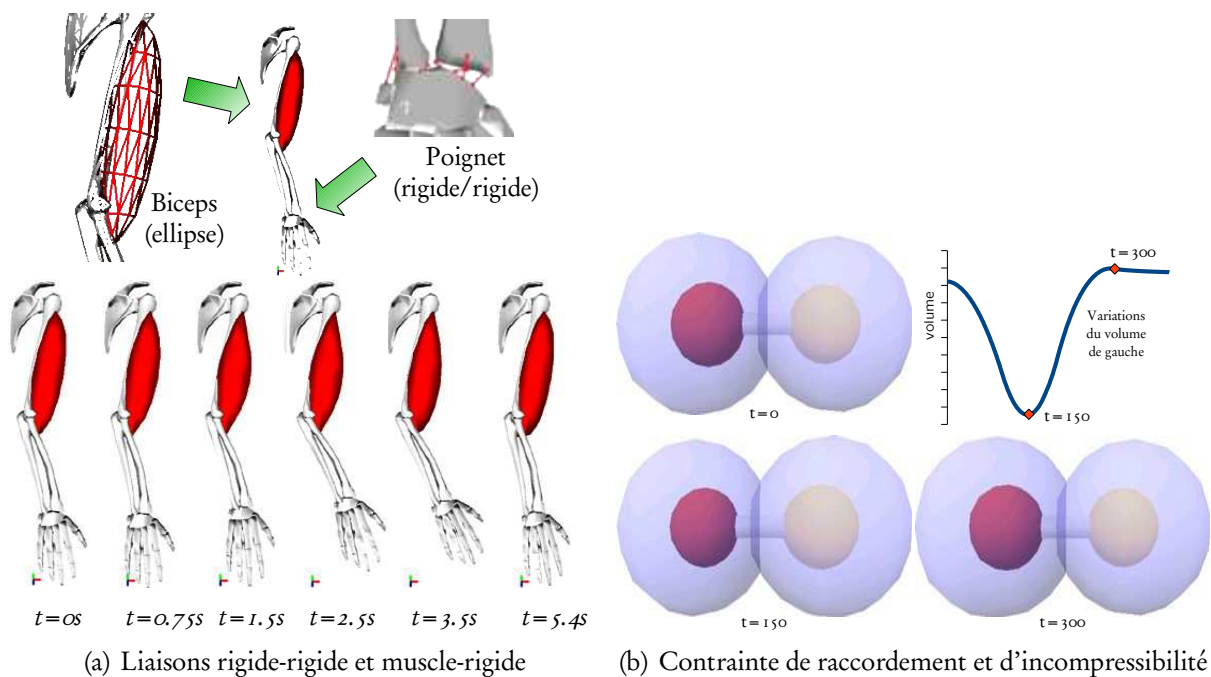 Biceps
(ellipse)
Poignet
(rigide/rigide)
t=0s
t=0.75s
t=1.5s
t=2.5s
t=3.5s
t=5.4s
(a) Liaisons rigide-rigide et muscle-rigide
t=0
volume
t=300
Variations
du volume
de gauche
t=150
t=150
t=300
(b) Contrainte de raccordement et d'incompressibilité